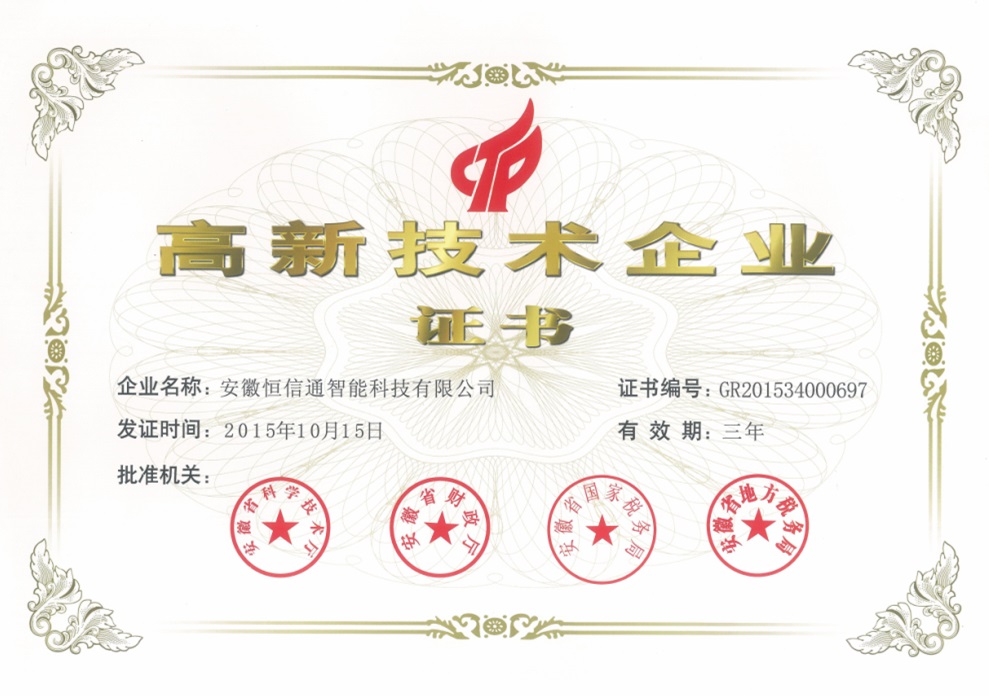 高新技术企业
证书
企业名称：安徽恒信通智能科技有限公司
证书编号：GR201534000697
发证时间：2015年10月15日
有效期：三年
批准机关：
安徽省科学技术厅
安徽省财政厅
安徽省国家税务局
安徽省地方税务局